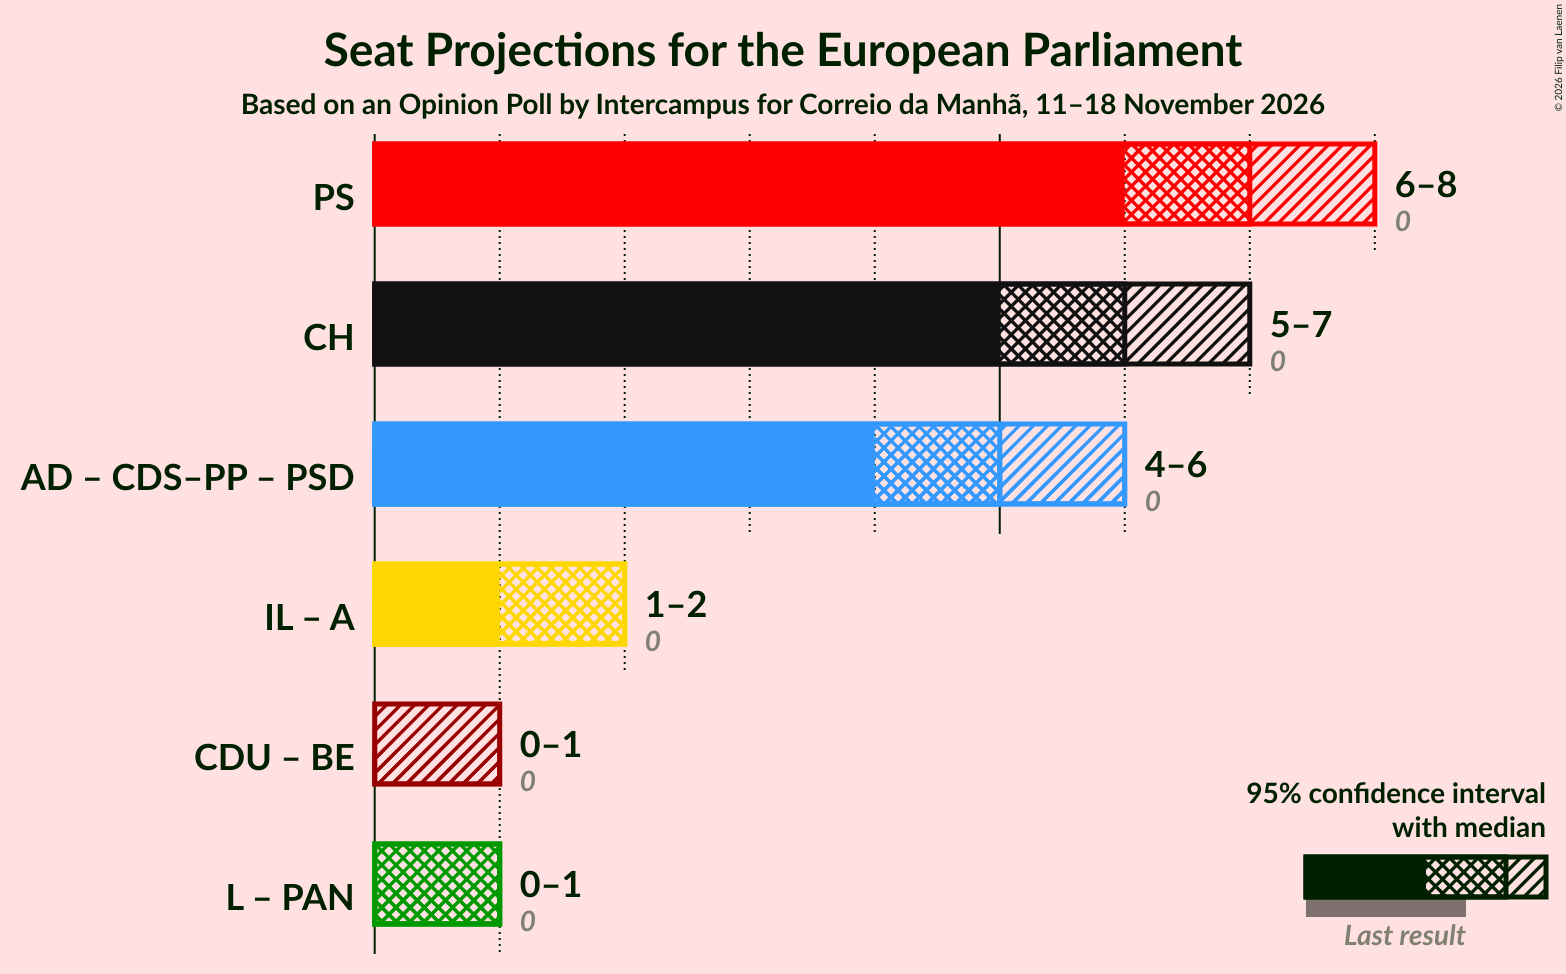 Seat Projections for the European Parliament
Based on an Opinion Poll by Intercampus for Correio da Manhã, 11–18 November 2026
© 2026 Filip van Laenen
PS
6–8
0
CH
5–7
0
AD – CDS–PP – PSD
4–6
0
IL – A
1–2
0
CDU – BE
0–1
0
L – PAN
0–1
0
95% confidence interval
with median
Last result